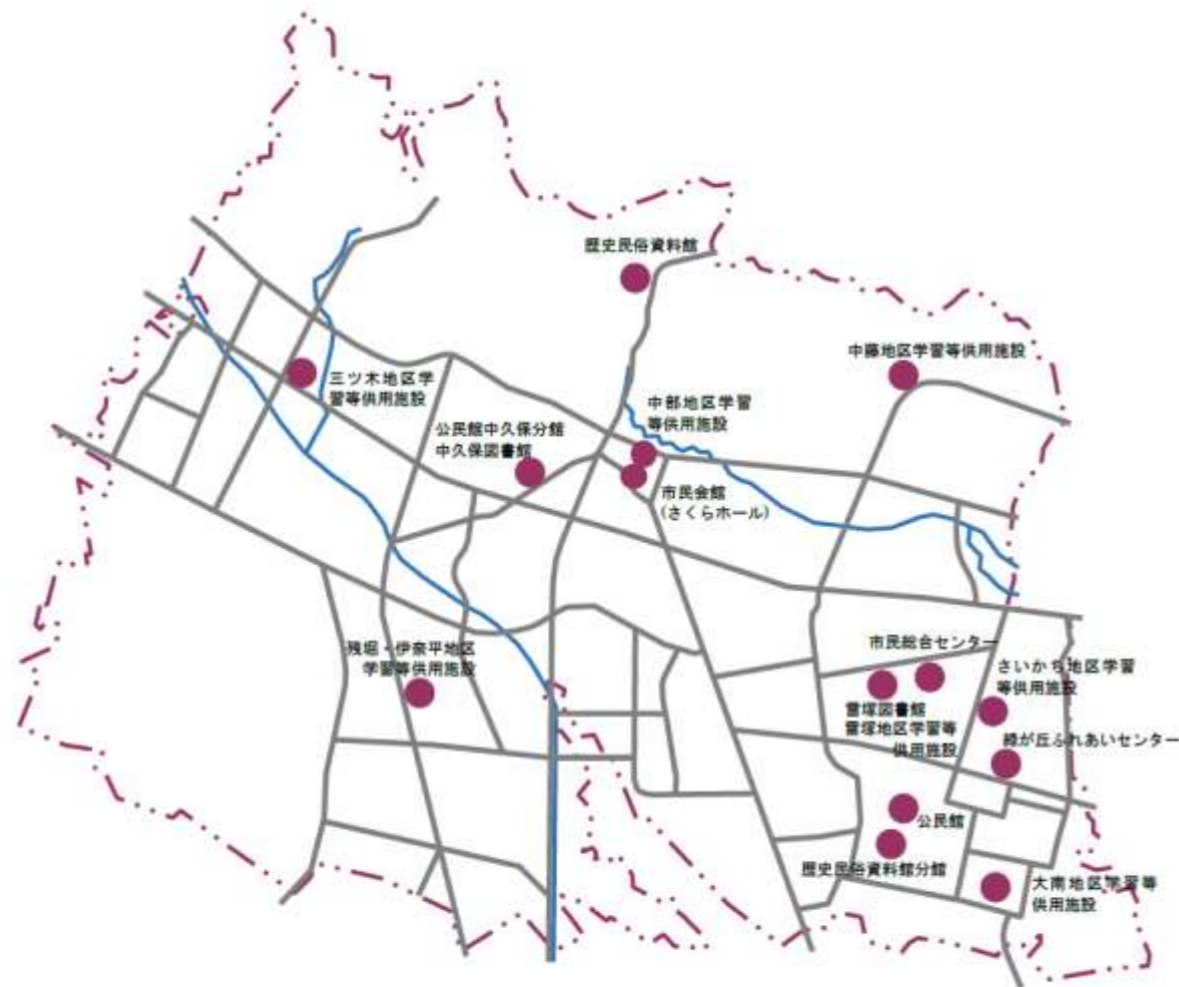 歴史民俗資料館
中藤地区学習等供用施設
三ツ木地区学
習等供用施設
中部地区学習
等供用施設
公民館中久保分館
中久保図書館
市民会館
(さくらホール)
残堀・伊奈平地区
学習等供用施設
市民総合センター
さいかち地区学習
等供用施設
雷塚図書館
雷塚地区学習等
供用施設
緑が丘ふれあいセンター
公民館
歴史民俗資料館分館
大南地区学習等
供用施設